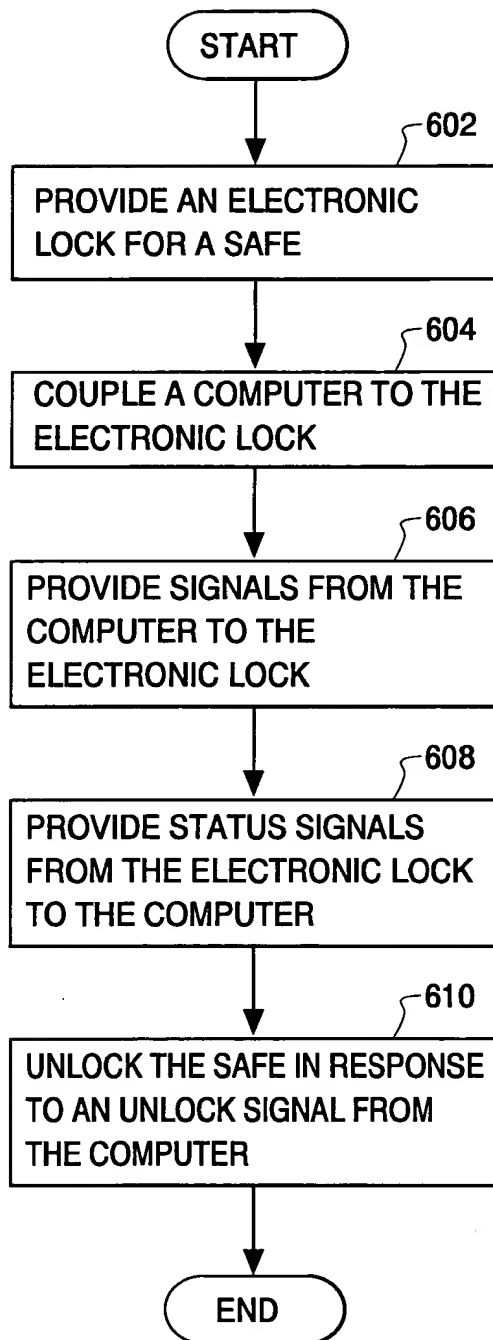 START
602
PROVIDE AN ELECTRONIC
LOCK FOR A SAFE
604
COUPLE A COMPUTER TO THE
ELECTRONIC LOCK
606
PROVIDE SIGNALS FROM THE
COMPUTER TO THE
ELECTRONIC LOCK
608
PROVIDE STATUS SIGNALS
FROM THE ELECTRONIC LOCK
TO THE COMPUTER
610
UNLOCK THE SAFE IN RESPONSE
TO AN UNLOCK SIGNAL FROM
THE COMPUTER
END